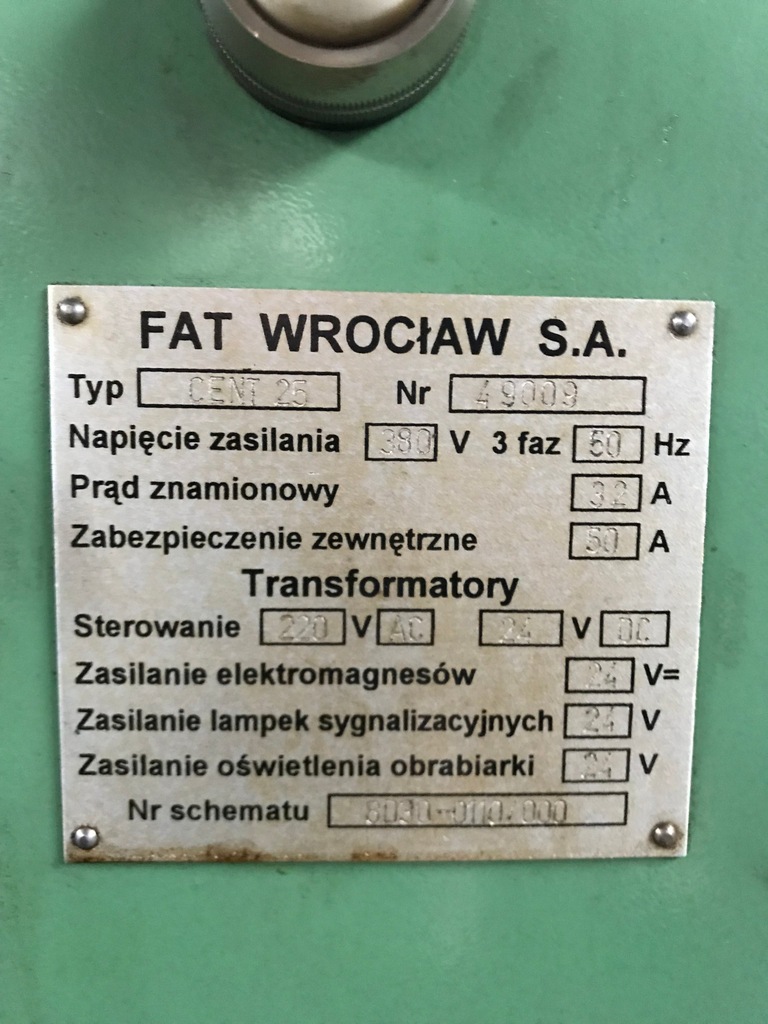 FAT WROCŁAW S.A.
Typ CENT 25 Nr 49009
Napięcie zasilania 380 V 3 faz 50 Hz
Prąd znamionowy 32 A
Zabezpieczenie zewnętrzne 50 A
Transformatory
Sterowanie 220 V AC 24 V DC
Zasilanie elektromagnesów 24 V=
Zasilanie lampek sygnalizacyjnych 24 V
Zasilanie oświetlenia obrabiarki 24 V
Nr schematu